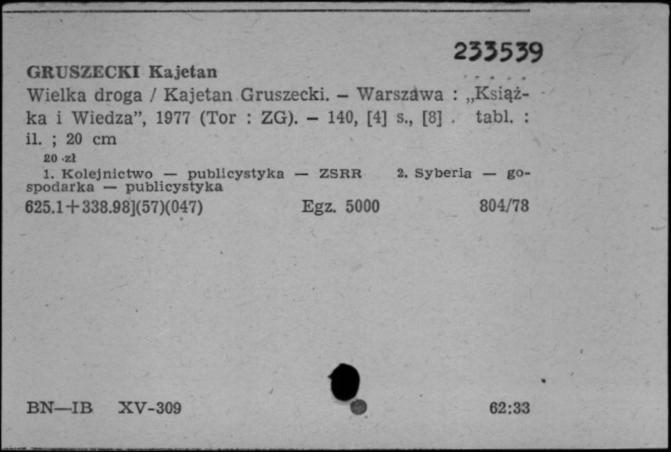 233539
GRUSZECKI Kajetan
Wielka droga / Kajetan Gruszecki. – Warszawa : „Książ-
ka i Wiedza”, 1977 (Tor : ZG). – 140, [4] s., [8] . tabl. :
il. ; 20 cm
20 zł
1. Kolejnictwo — publicystyka — ZSRR 2. Syberia — go-
spodarka — publicystyka
625.1+338.98](57)(047) Egz. 5000 804/78
BN—IB XV-309 62:33